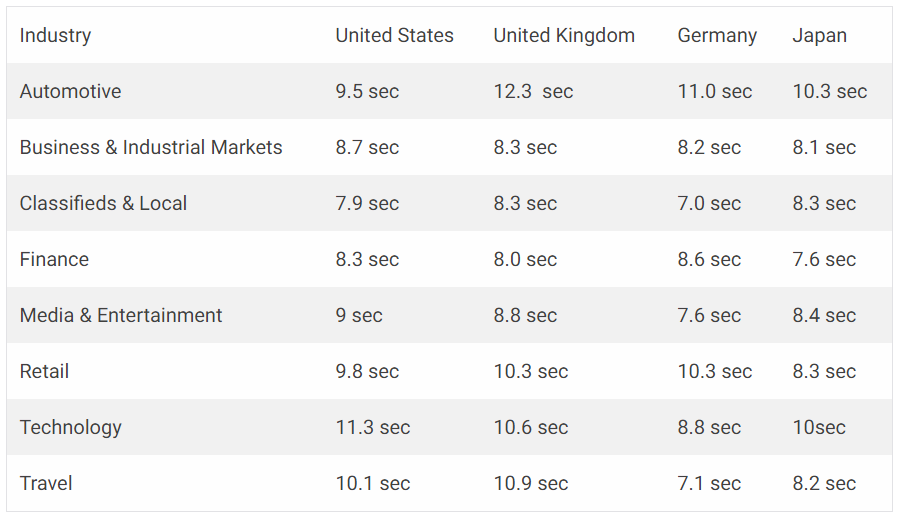 Industry United States United Kingdom Germany Japan
Automotive 9.5 sec 12.3  sec 11.0 sec 10.3 sec
Business & Industrial Markets 8.7 sec 8.3 sec 8.2 sec 8.1 sec
Classifieds & Local 7.9 sec 8.3 sec 7.0 sec 8.3 sec
Finance 8.3 sec 8.0 sec 8.6 sec 7.6 sec
Media & Entertainment 9 sec 8.8 sec 7.6 sec 8.4 sec
Retail 9.8 sec 10.3 sec 10.3 sec 8.3 sec
Technology 11.3 sec 10.6 sec 8.8 sec 10sec
Travel 10.1 sec 10.9 sec 7.1 sec 8.2 sec